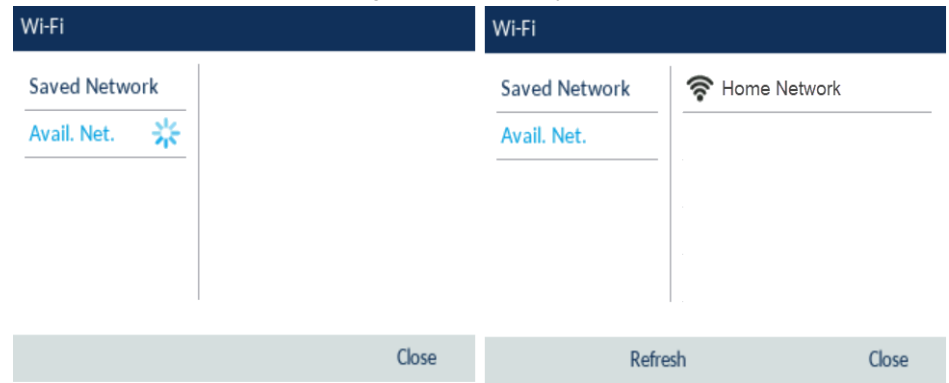 Wi-Fi
Saved Network
Avail. Net.
Close
Wi-Fi
Saved Network
Home Network
Avail. Net.
Refresh
Close